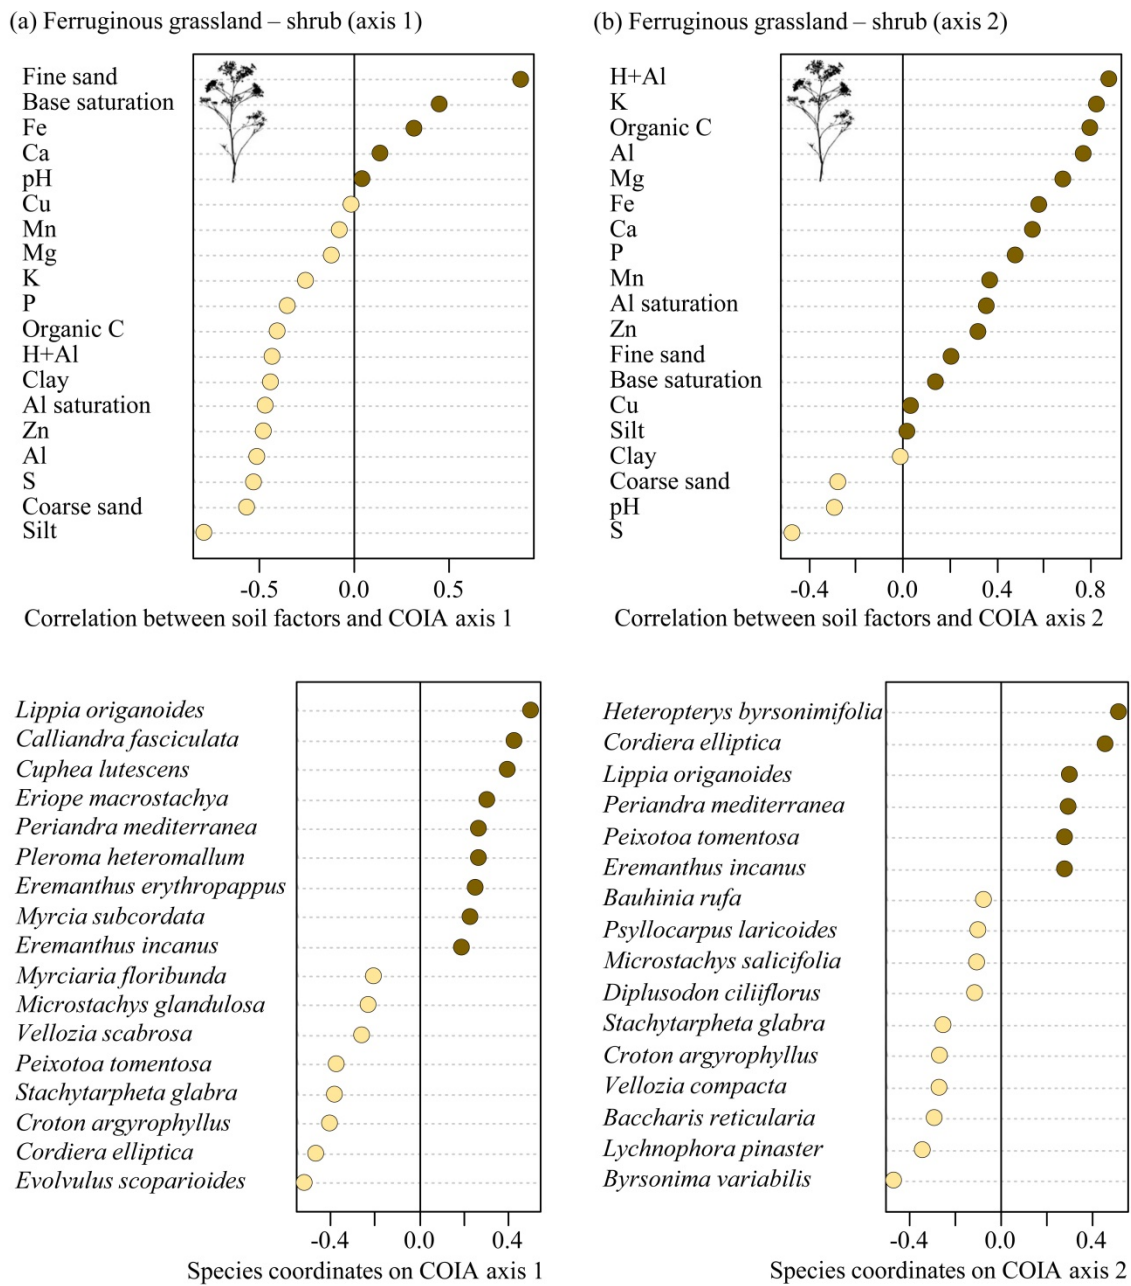 (a) Ferruginous grassland – shrub (axis 1)
Fine sand
Base saturation
Fe
Ca
pH
Cu
Mn
Mg
K
P
Organic C
H+Al
Clay
Al saturation
Zn
Al
S
Coarse sand
Silt
-0.5 0.0 0.5
Correlation between soil factors and COIA axis 1
(b) Ferruginous grassland – shrub (axis 2)
H+Al
K
Organic C
Al
Mg
Fe
Ca
P
Mn
Al saturation
Zn
Fine sand
Base saturation
Cu
Silt
Clay
Coarse sand
pH
S
-0.4 0.0 0.4 0.8
Correlation between soil factors and COIA axis 2
Lippia origanoides
Calliandra fasciculata
Cuphea lutescens
Eriope macrostachya
Periandra mediterranea
Pleroma heteromallum
Eremanthus erythropappus
Myrcia subcordata
Eremanthus incanus
Myrciaria floribunda
Microstachys glandulosa
Vellozia scabrosa
Peixotoa tomentosa
Stachytarpheta glabra
Croton argyrophyllus
Cordiera elliptica
Evolvulus scoparioides
-0.4 0.0 0.4
Species coordinates on COIA axis 1
Heteropterys byrsonimifolia
Cordiera elliptica
Lippia origanoides
Periandra mediterranea
Peixotoa tomentosa
Eremanthus incanus
Bauhinia rufa
Psyllocarpus laricoides
Microstachys salicifolia
Diplusodon ciliiflorus
Stachytarpheta glabra
Croton argyrophyllus
Vellozia compacta
Baccharis reticularia
Lychnophora pinaster
Byrsonima variabilis
-0.4 0.0 0.4
Species coordinates on COIA axis 2